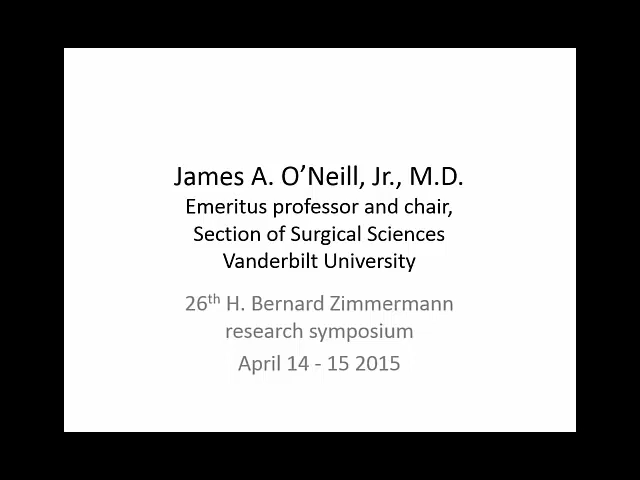 James A. O’Neill, Jr., M.D.
Emeritus professor and chair,
Section of Surgical Sciences
Vanderbilt University
26th H. Bernard Zimmermann
research symposium
April 14 - 15 2015